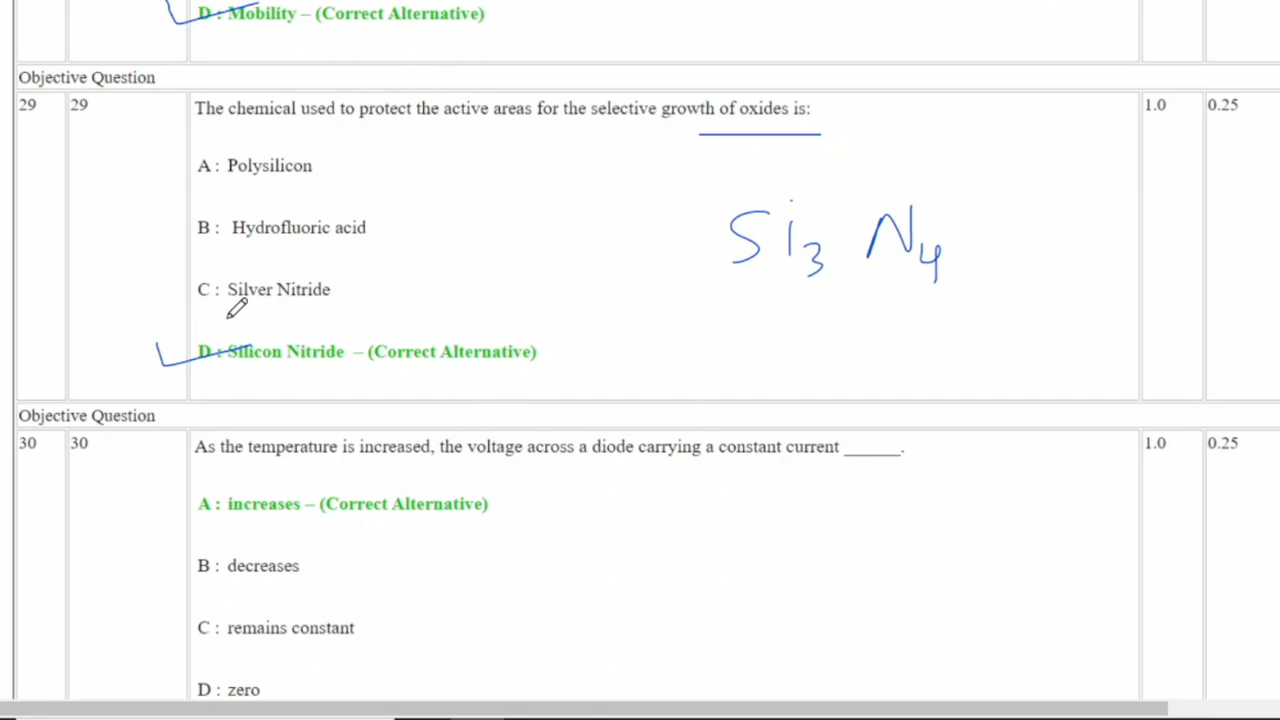 D : Mobility – (Correct Alternative)
Objective Question
29 29 The chemical used to protect the active areas for the selective growth of oxides is: 1.0 0.25
A : Polysilicon
B : Hydrofluoric acid
Si3 N4
C : Silver Nitride
D : Silicon Nitride – (Correct Alternative)
Objective Question
30 30 As the temperature is increased, the voltage across a diode carrying a constant current ______. 1.0 0.25
A : increases – (Correct Alternative)
B : decreases
C : remains constant
D : zero